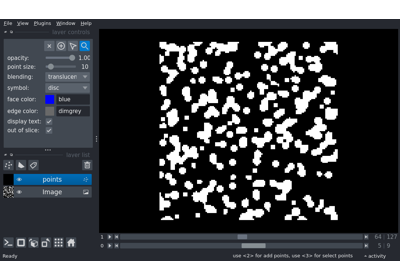 File View Plugins Window Help
layer controls
opacity: 1.00
point size: 10
blending: translucen
symbol: disc
face color: blue
edge color: dimgrey
display text:
out of slice:
layer list
points
Image
1 64 127
0 5 9
Ready use <2> for add points, use <3> for select points activity